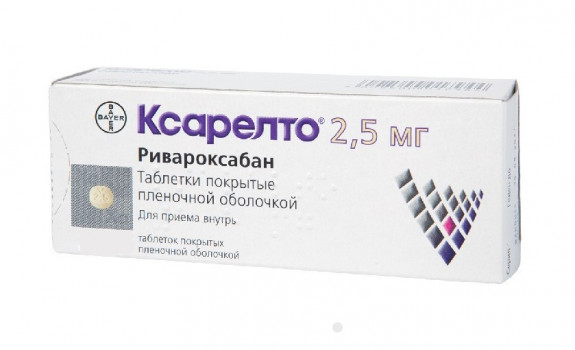 BAYER
Ксарелто® 2,5 мг
Ривароксабан
Таблетки покрытые
пленочной оболочкой
Для приема внутрь
таблеток покрытых
пленочной оболочкой